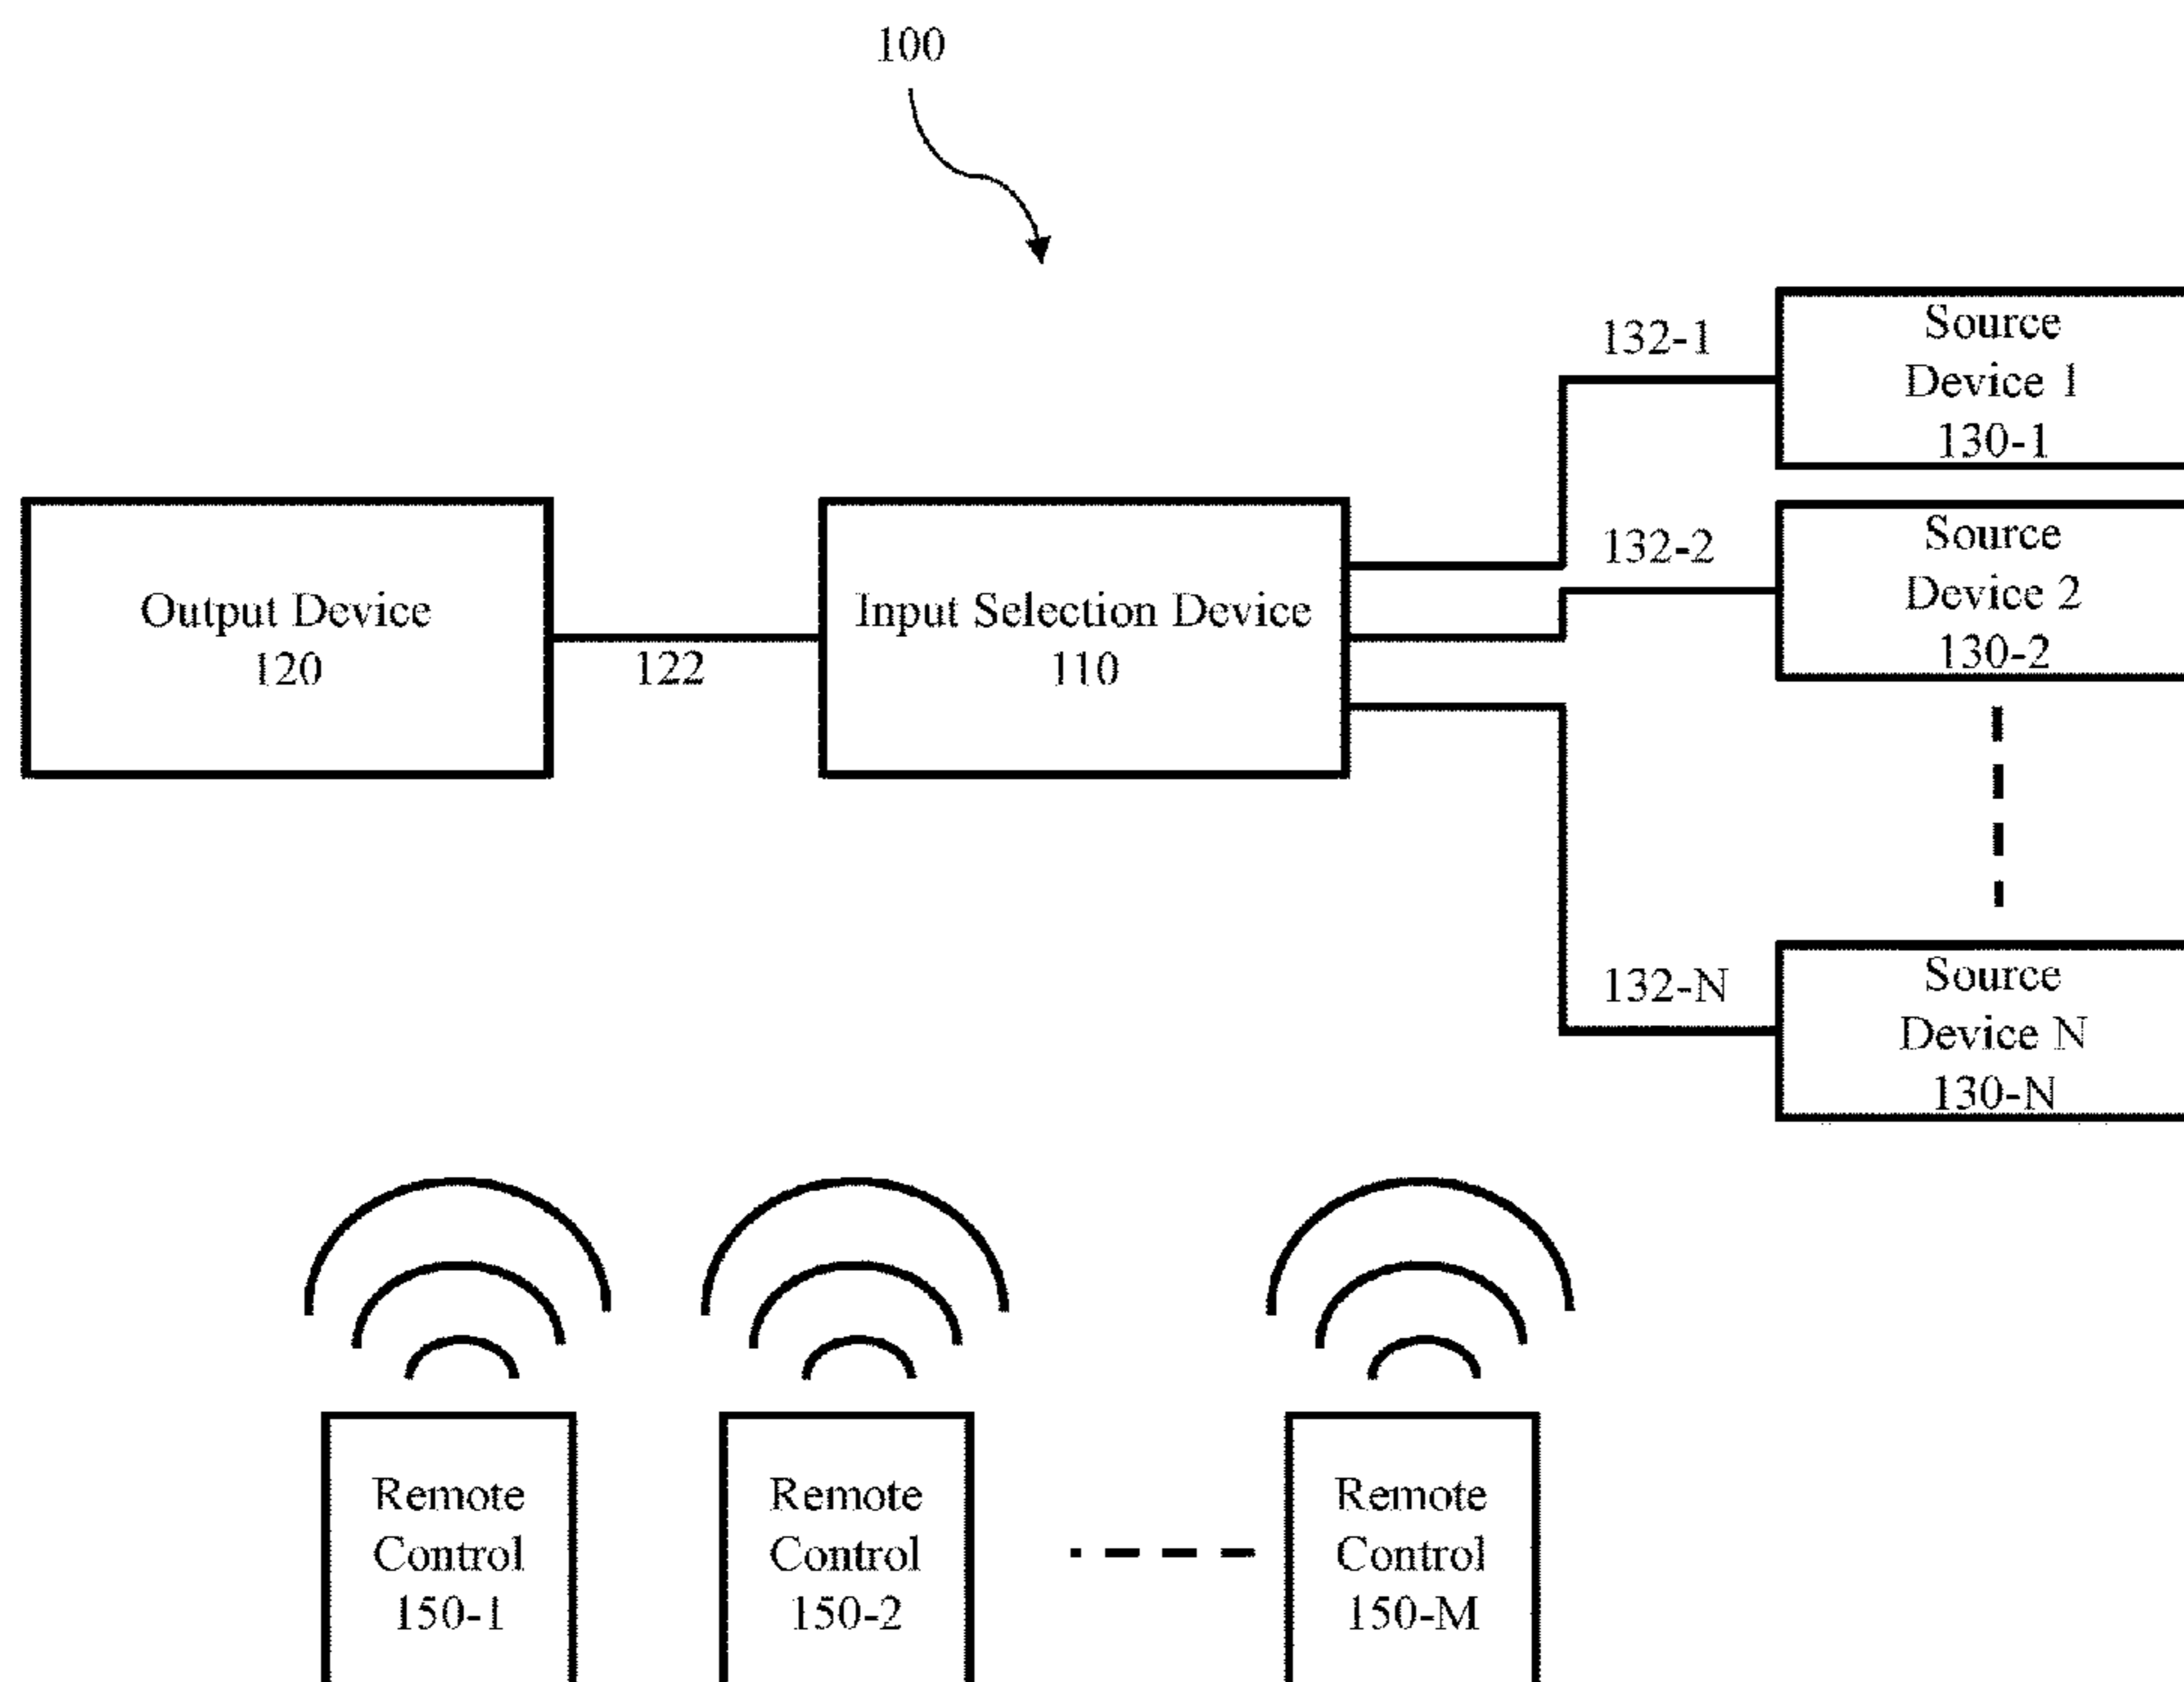 100
132-1
Source
Device 1
130-1
132-2
Source
Device 2
130-2
Output Device
120
122
Input Selection Device
110
132-N
Source
Device N
130-N
Remote
Control
150-1
Remote
Control
150-2
Remote
Control
150-M